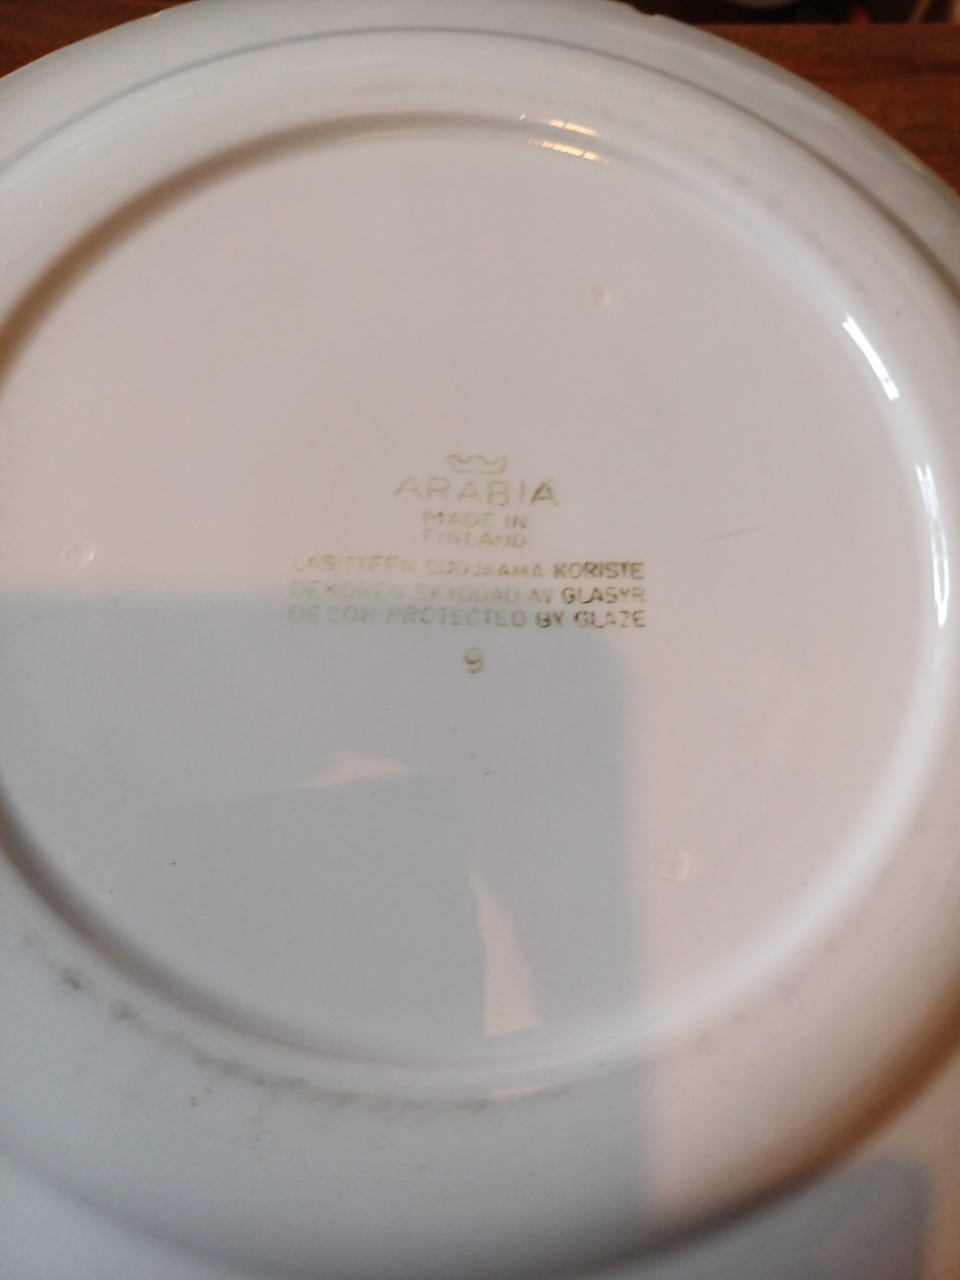 ARABIA
MADE IN
FINLAND
LASITTEEN SUOJAAMA KORISTE
DEKOREN SKYDDAD AV GLASYR
DECOR PROTECTED BY GLAZE
9